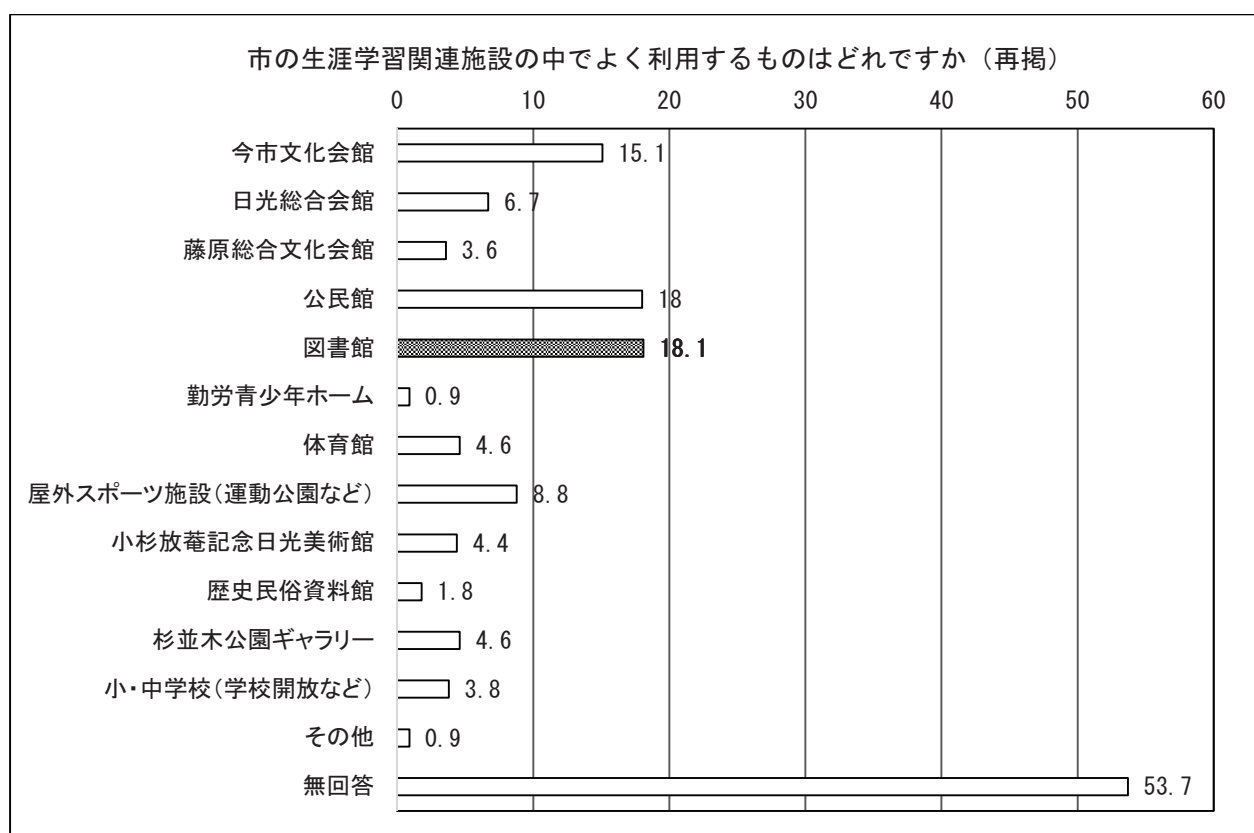 市の生涯学習関連施設の中でよく利用するものはどれですか（再掲）
0 10 20 30 40 50 60
今市文化会館 15.1
日光総合会館 6.7
藤原総合文化会館 3.6
公民館 18
図書館 18.1
勤労青少年ホーム 0.9
体育館 4.6
屋外スポーツ施設（運動公園など） 8.8
小杉放菴記念日光美術館 4.4
歴史民俗資料館 1.8
杉並木公園ギャラリー 4.6
小・中学校（学校開放など） 3.8
その他 0.9
無回答 53.7